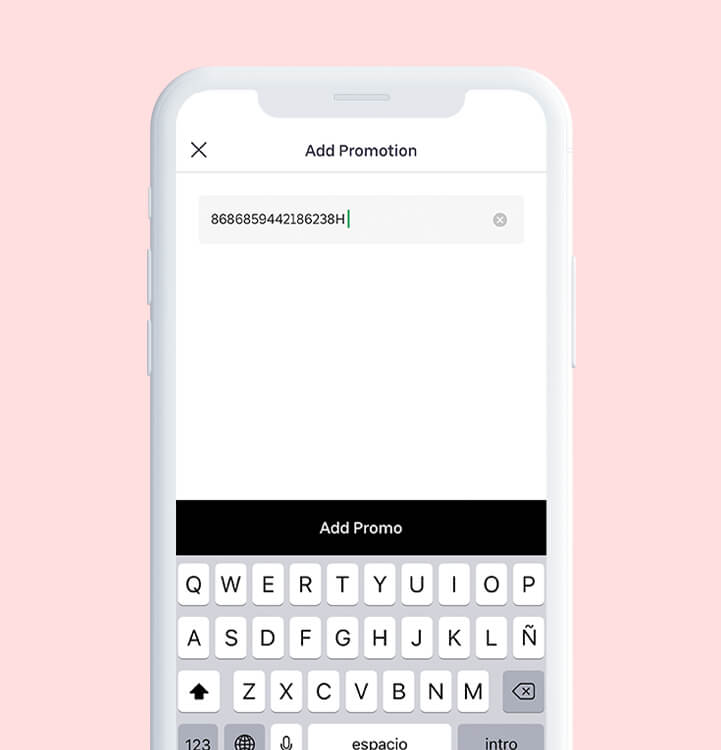 Add Promotion
8686859442186238H
Add Promo
Q W E R T Y U I O P
A S D F G H J K L Ñ
Z X C V B N M
123 espacio intro